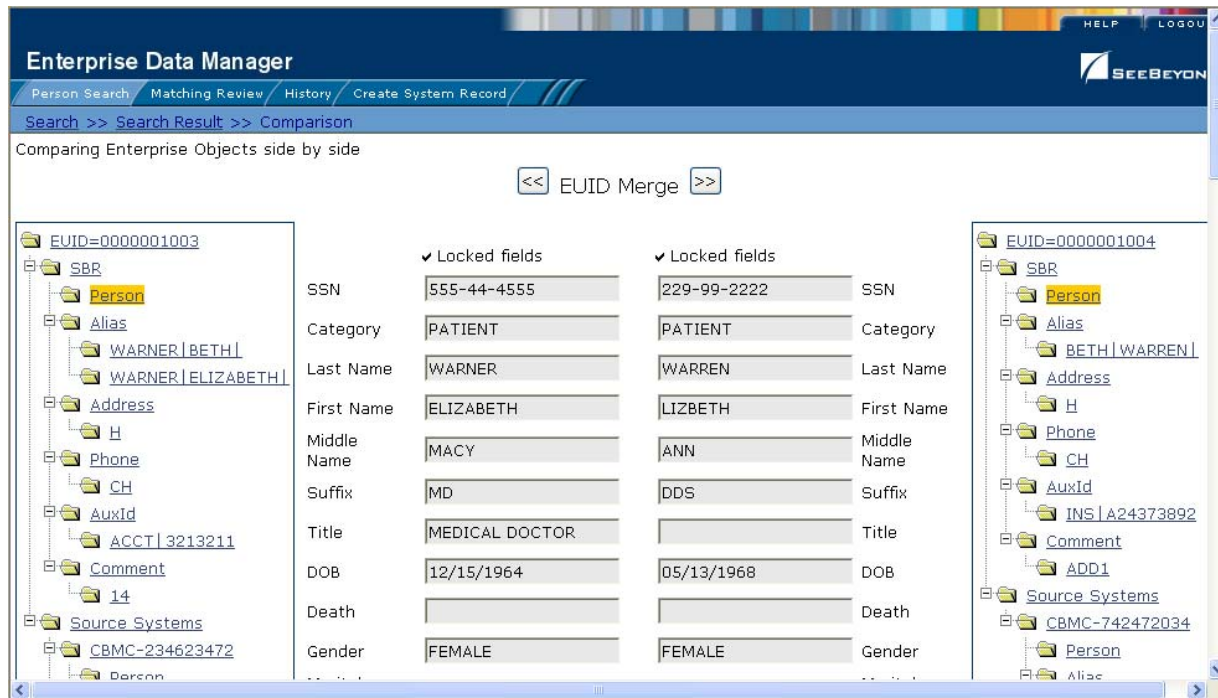 HELP LOGOU
Enterprise Data Manager
SEEBEYON
Person Search Matching Review History Create System Record
Search >> Search Result >> Comparison
Comparing Enterprise Objects side by side
<< EUID Merge >>
EUID=0000001003
SBR
Person
Alias
WARNER|BETH|
WARNER|ELIZABETH|
Address
H
Phone
CH
AuxId
ACCT|3213211
Comment
14
Source Systems
CBMC-234623472
Person
✓ Locked fields ✓ Locked fields
SSN 555-44-4555 229-99-2222 SSN
Category PATIENT PATIENT Category
Last Name WARNER WARREN Last Name
First Name ELIZABETH LIZBETH First Name
Middle Name MACY ANN Middle Name
Suffix MD DDS Suffix
Title MEDICAL DOCTOR Title
DOB 12/15/1964 05/13/1968 DOB
Death Death
Gender FEMALE FEMALE Gender
EUID=0000001004
SBR
Person
Alias
BETH|WARREN|
Address
H
Phone
CH
AuxId
INS|A24373892
Comment
ADD1
Source Systems
CBMC-742472034
Person
Alias